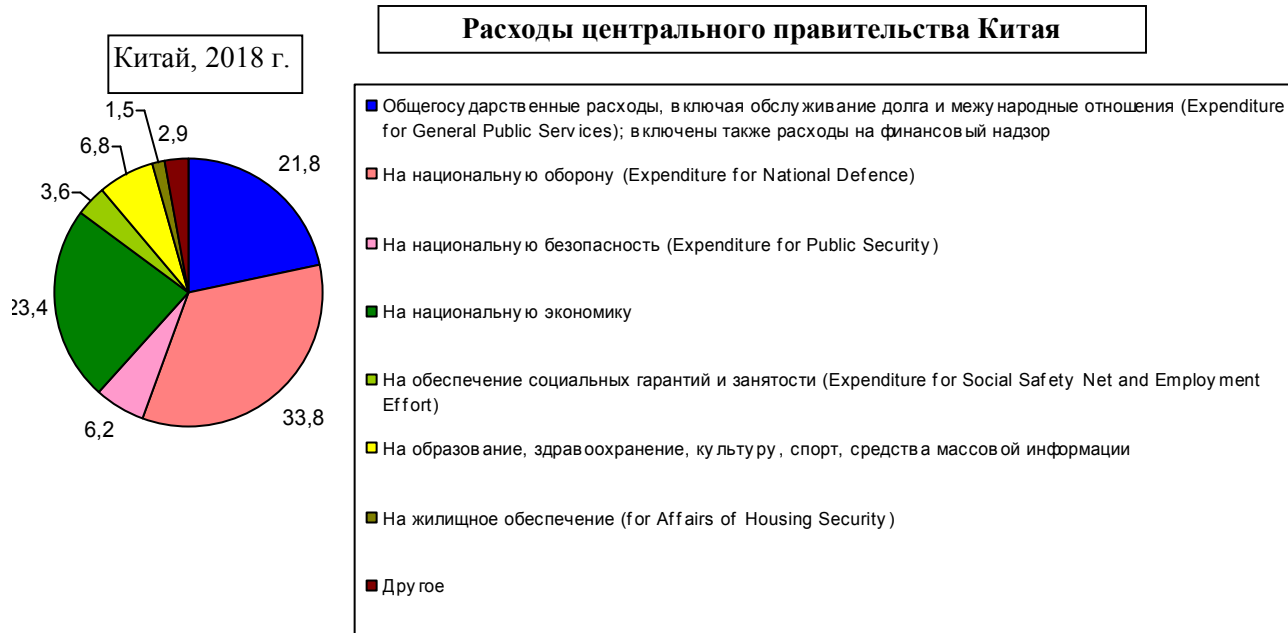 Расходы центрального правительства Китая
Китай, 2018 г.
1,5
2,9
6,8
21,8
3,6
23,4
6,2
33,8
Общегосударственные расходы, включая обслуживание долга и межународные отношения (Expenditure
for General Public Services); включены также расходы на финансовый надзор
На национальную оборону (Expenditure for National Defence)
На национальную безопасность (Expenditure for Public Security)
На национальную экономику
На обеспечение социальных гарантий и занятости (Expenditure for Social Safety Net and Employment
Effort)
На образование, здравоохранение, культуру, спорт, средства массовой информации
На жилищное обеспечение (for Affairs of Housing Security)
Другое